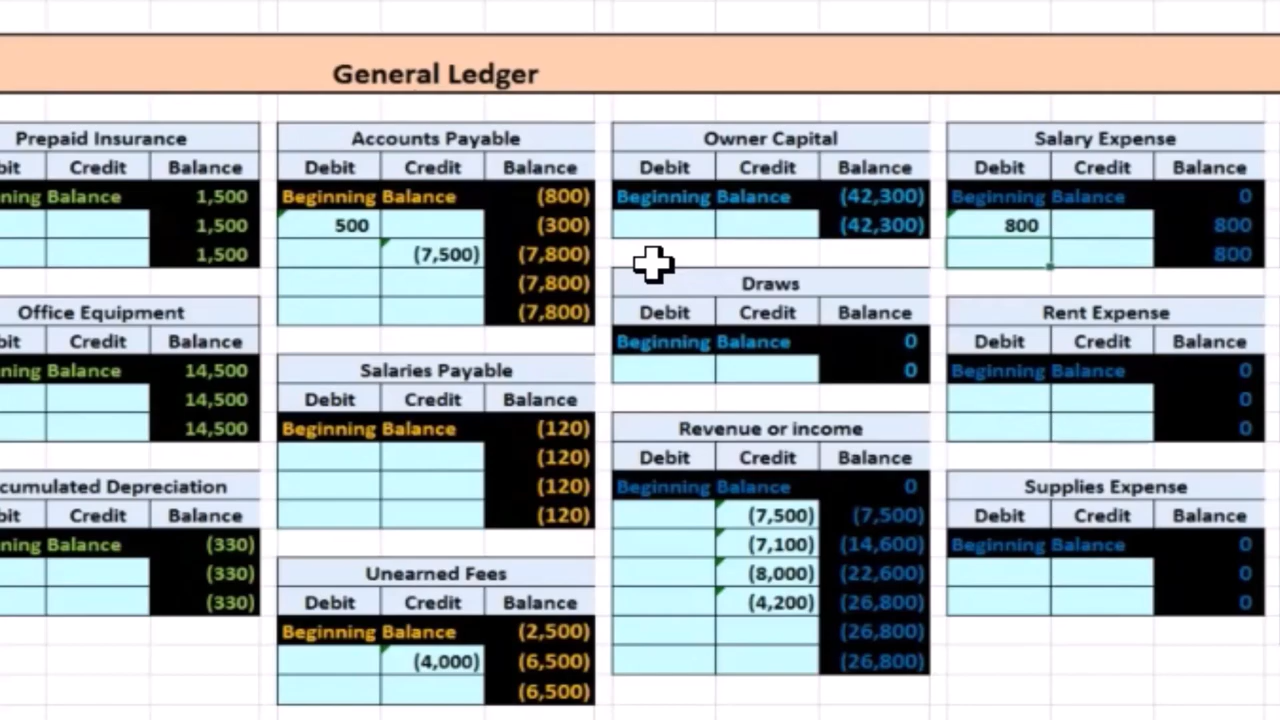 General Ledger
Prepaid Insurance
bit Credit Balance
ning Balance 1,500
1,500
1,500
Office Equipment
bit Credit Balance
ning Balance 14,500
14,500
14,500
cumulated Depreciation
bit Credit Balance
ning Balance (330)
(330)
(330)
Accounts Payable
Debit Credit Balance
Beginning Balance (800)
500 (300)
(7,500) (7,800)
(7,800)
(7,800)
Salaries Payable
Debit Credit Balance
Beginning Balance (120)
(120)
(120)
(120)
Unearned Fees
Debit Credit Balance
Beginning Balance (2,500)
(4,000) (6,500)
(6,500)
Owner Capital
Debit Credit Balance
Beginning Balance (42,300)
(42,300)
Draws
Debit Credit Balance
Beginning Balance 0
0
Revenue or income
Debit Credit Balance
Beginning Balance 0
(7,500) (7,500)
(7,100) (14,600)
(8,000) (22,600)
(4,200) (26,800)
(26,800)
(26,800)
Salary Expense
Debit Credit Balance
Beginning Balance 0
800 800
800
Rent Expense
Debit Credit Balance
Beginning Balance 0
0
0
Supplies Expense
Debit Credit Balance
Beginning Balance 0
0
0